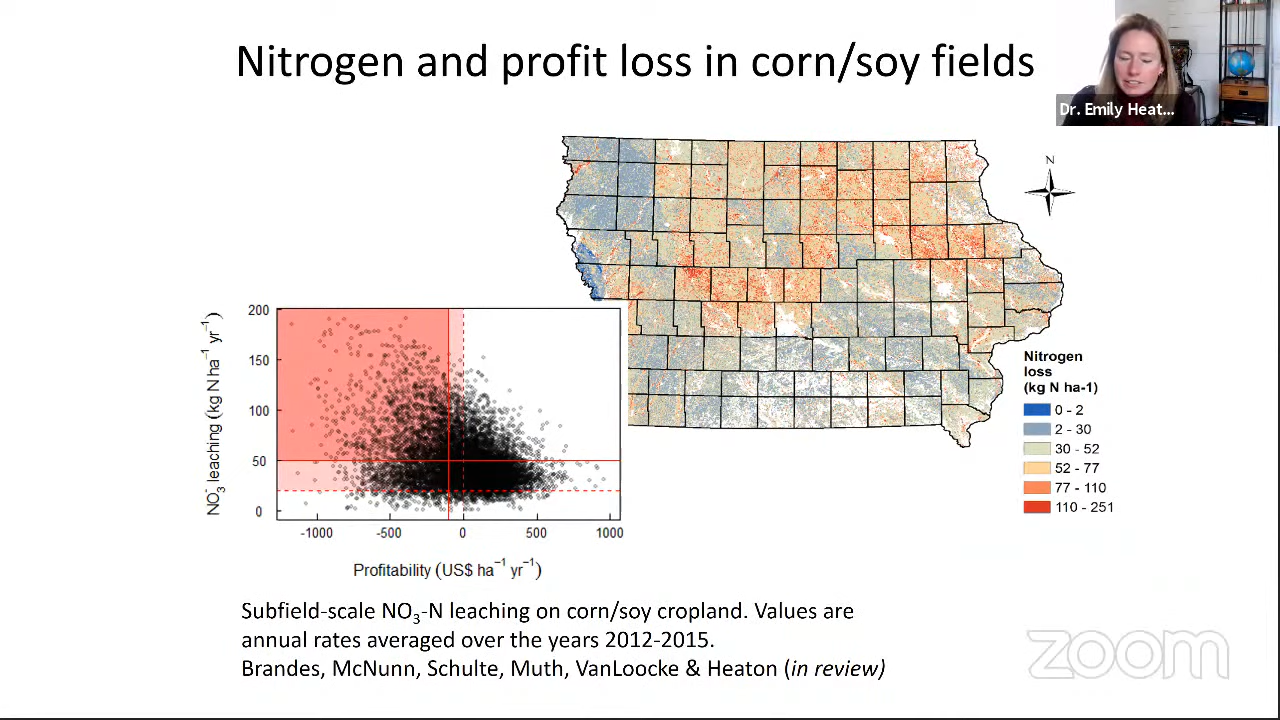 Nitrogen and profit loss in corn/soy fields
Dr. Emily Heat...
N
200
150
100
50
0
NO₃⁻ leaching (kg N ha⁻¹ yr⁻¹)
-1000 -500 0 500 1000
Profitability (US$ ha⁻¹ yr⁻¹)
Nitrogen
loss
(kg N ha-1)
0 - 2
2 - 30
30 - 52
52 - 77
77 - 110
110 - 251
Subfield-scale NO₃-N leaching on corn/soy cropland. Values are
annual rates averaged over the years 2012-2015.
Brandes, McNunn, Schulte, Muth, VanLoocke & Heaton (in review)
zoom